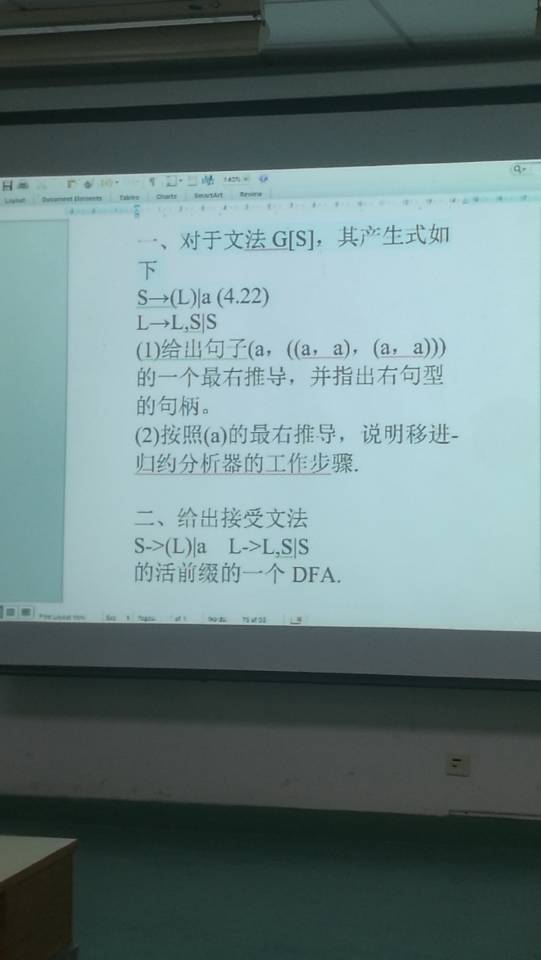 Layout Document Elements Tables Charts SmartArt Review
一、对于文法 G[S]，其产生式如
下
S→(L)|a (4.22)
L→L,S|S
(1)给出句子(a，((a，a)，(a，a)))
的一个最右推导，并指出右句型
的句柄。
(2)按照(a)的最右推导，说明移进-
归约分析器的工作步骤.
二、给出接受文法
S->(L)|a L->L,S|S
的活前缀的一个 DFA.